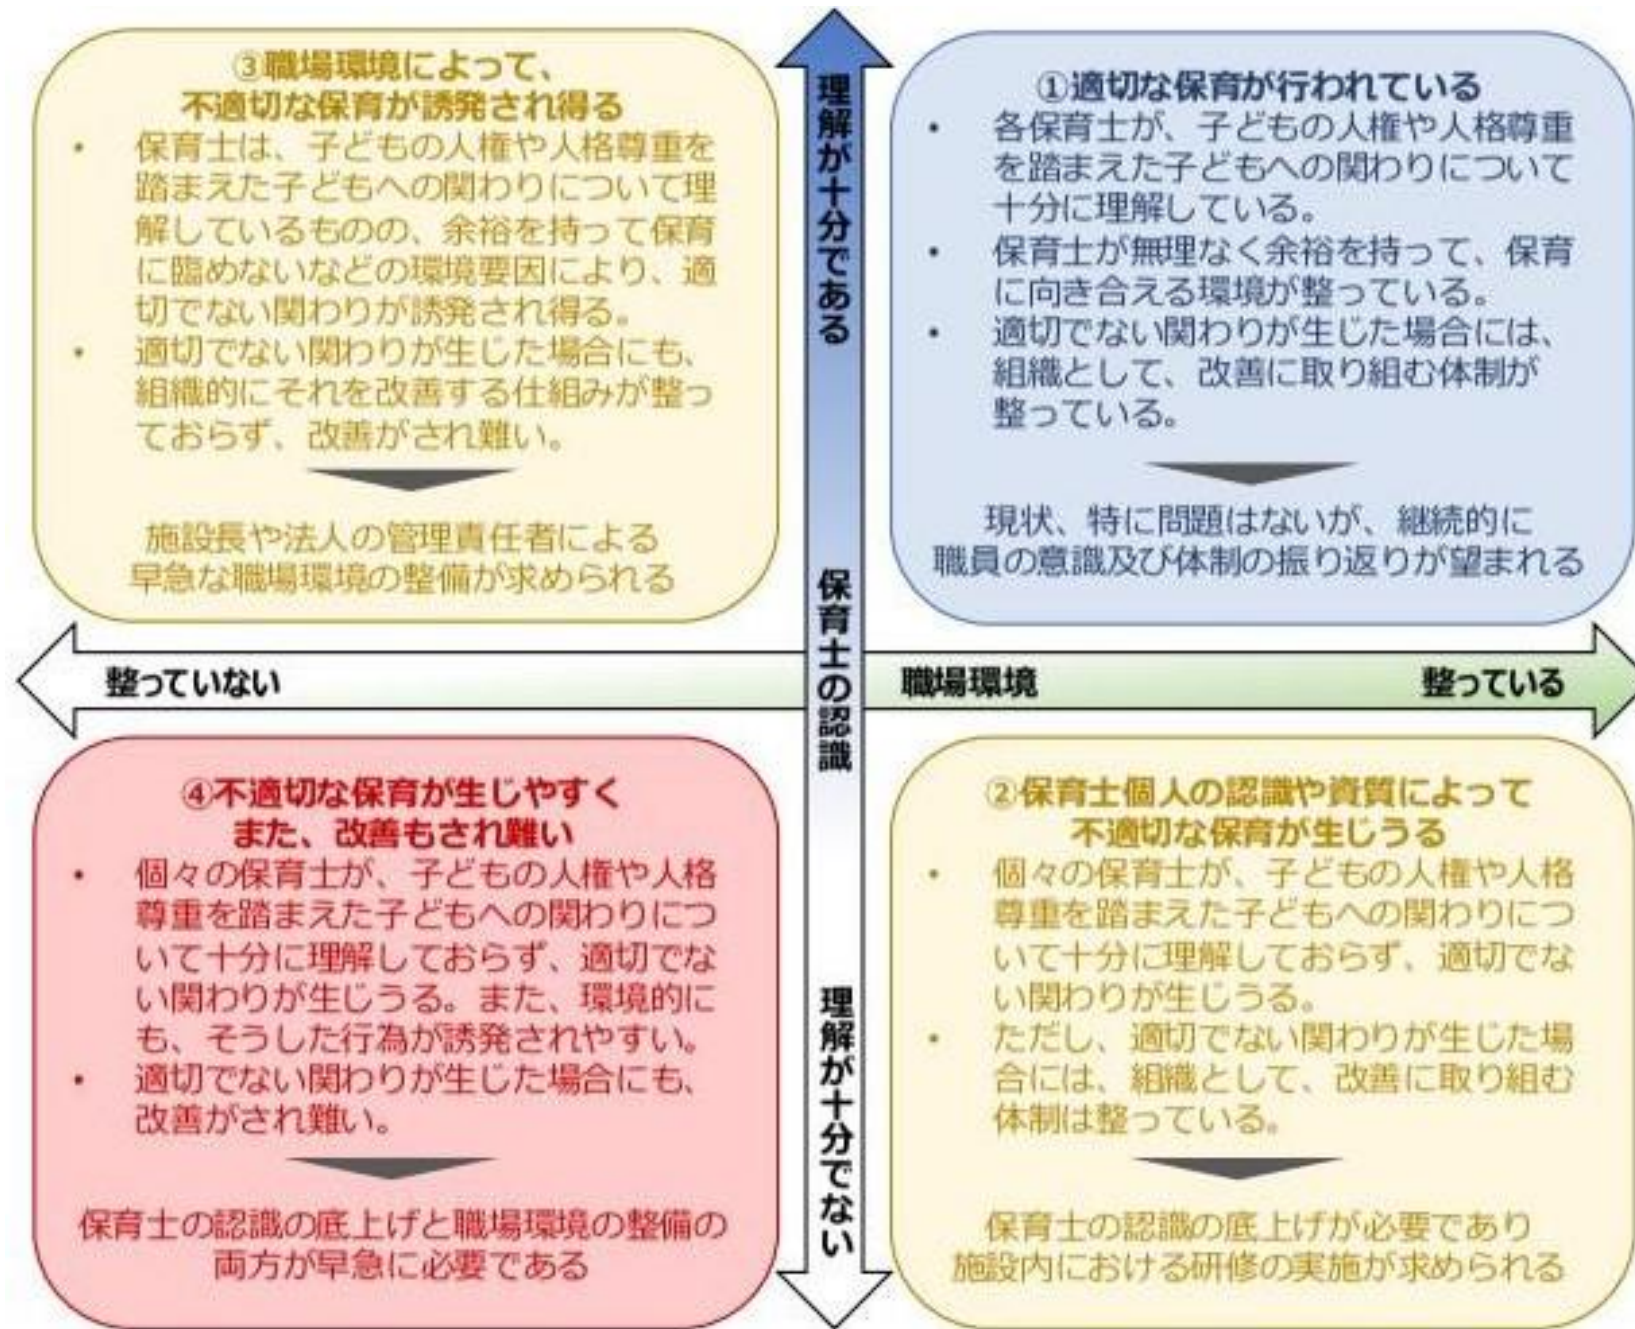 ③職場環境によって、
不適切な保育が誘発され得る
• 保育士は、子どもの人権や人格尊重を
踏まえた子どもへの関わりについて理
解しているものの、余裕を持って保育
に臨めないなどの環境要因により、適
切でない関わりが誘発され得る。
• 適切でない関わりが生じた場合にも、
組織的にそれを改善する仕組みが整っ
ておらず、改善がされ難い。
施設長や法人の管理責任者による
早急な職場環境の整備が求められる
理解が十分である
①適切な保育が行われている
• 各保育士が、子どもの人権や人格尊重
を踏まえた子どもへの関わりについて
十分に理解している。
• 保育士が無理なく余裕を持って、保育
に向き合える環境が整っている。
• 適切でない関わりが生じた場合には、
組織として、改善に取り組む体制が
整っている。
現状、特に問題はないが、継続的に
職員の意識及び体制の振り返りが望まれる
保育士の認識
整っていない
職場環境
整っている
④不適切な保育が生じやすく
また、改善もされ難い
• 個々の保育士が、子どもの人権や人格
尊重を踏まえた子どもへの関わりにつ
いて十分に理解しておらず、適切でな
い関わりが生じうる。また、環境的に
も、そうした行為が誘発されやすい。
• 適切でない関わりが生じた場合にも、
改善がされ難い。
保育士の認識の底上げと職場環境の整備の
両方が早急に必要である
理解が十分でない
②保育士個人の認識や資質によって
不適切な保育が生じうる
• 個々の保育士が、子どもの人権や人格
尊重を踏まえた子どもへの関わりにつ
いて十分に理解しておらず、適切でな
い関わりが生じうる。
• ただし、適切でない関わりが生じた場
合には、組織として、改善に取り組む
体制は整っている。
保育士の認識の底上げが必要であり
施設内における研修の実施が求められる